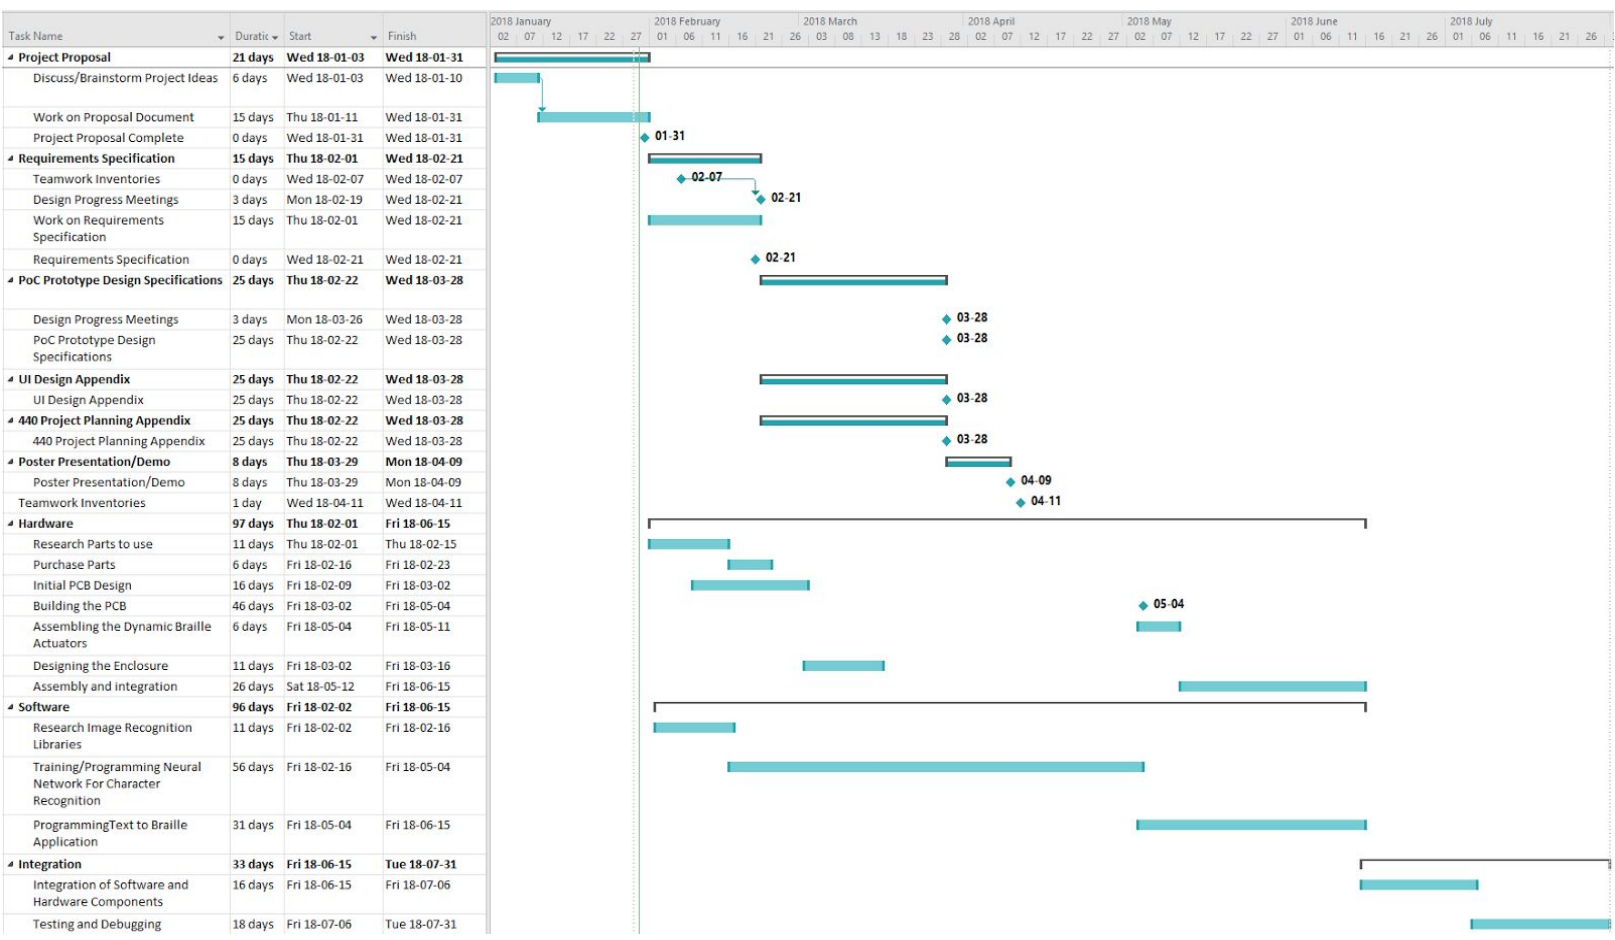 2018 January 2018 February 2018 March 2018 April 2018 May 2018 June 2018 July
Task Name Duratic Start Finish 02 07 12 17 22 27 01 06 11 16 21 26 03 08 13 18 23 28 02 07 12 17 22 27 02 07 12 17 22 27 01 06 11 16 21 26 01 06 11 16 21 26
Project Proposal 21 days Wed 18-01-03 Wed 18-01-31
Discuss/Brainstorm Project Ideas 6 days Wed 18-01-03 Wed 18-01-10
Work on Proposal Document 15 days Thu 18-01-11 Wed 18-01-31
Project Proposal Complete 0 days Wed 18-01-31 Wed 18-01-31 01-31
Requirements Specification 15 days Thu 18-02-01 Wed 18-02-21
Teamwork Inventories 0 days Wed 18-02-07 Wed 18-02-07 02-07
Design Progress Meetings 3 days Mon 18-02-19 Wed 18-02-21 02-21
Work on Requirements 15 days Thu 18-02-01 Wed 18-02-21
Specification
Requirements Specification 0 days Wed 18-02-21 Wed 18-02-21 02-21
PoC Prototype Design Specifications 25 days Thu 18-02-22 Wed 18-03-28
Design Progress Meetings 3 days Mon 18-03-26 Wed 18-03-28 03-28
PoC Prototype Design 25 days Thu 18-02-22 Wed 18-03-28 03-28
Specifications
UI Design Appendix 25 days Thu 18-02-22 Wed 18-03-28
UI Design Appendix 25 days Thu 18-02-22 Wed 18-03-28 03-28
440 Project Planning Appendix 25 days Thu 18-02-22 Wed 18-03-28
440 Project Planning Appendix 25 days Thu 18-02-22 Wed 18-03-28 03-28
Poster Presentation/Demo 8 days Thu 18-03-29 Mon 18-04-09
Poster Presentation/Demo 8 days Thu 18-03-29 Mon 18-04-09 04-09
Teamwork Inventories 1 day Wed 18-04-11 Wed 18-04-11 04-11
Hardware 97 days Thu 18-02-01 Fri 18-06-15
Research Parts to use 11 days Thu 18-02-01 Thu 18-02-15
Purchase Parts 6 days Fri 18-02-16 Fri 18-02-23
Initial PCB Design 16 days Fri 18-02-09 Fri 18-03-02
Building the PCB 46 days Fri 18-03-02 Fri 18-05-04 05-04
Assembling the Dynamic Braille 6 days Fri 18-05-04 Fri 18-05-11
Actuators
Designing the Enclosure 11 days Fri 18-03-02 Fri 18-03-16
Assembly and integration 26 days Sat 18-05-12 Fri 18-06-15
Software 96 days Fri 18-02-02 Fri 18-06-15
Research Image Recognition 11 days Fri 18-02-02 Fri 18-02-16
Libraries
Training/Programming Neural 56 days Fri 18-02-16 Fri 18-05-04
Network For Character
Recognition
ProgrammingText to Braille 31 days Fri 18-05-04 Fri 18-06-15
Application
Integration 33 days Fri 18-06-15 Tue 18-07-31
Integration of Software and 16 days Fri 18-06-15 Fri 18-07-06
Hardware Components
Testing and Debugging 18 days Fri 18-07-06 Tue 18-07-31